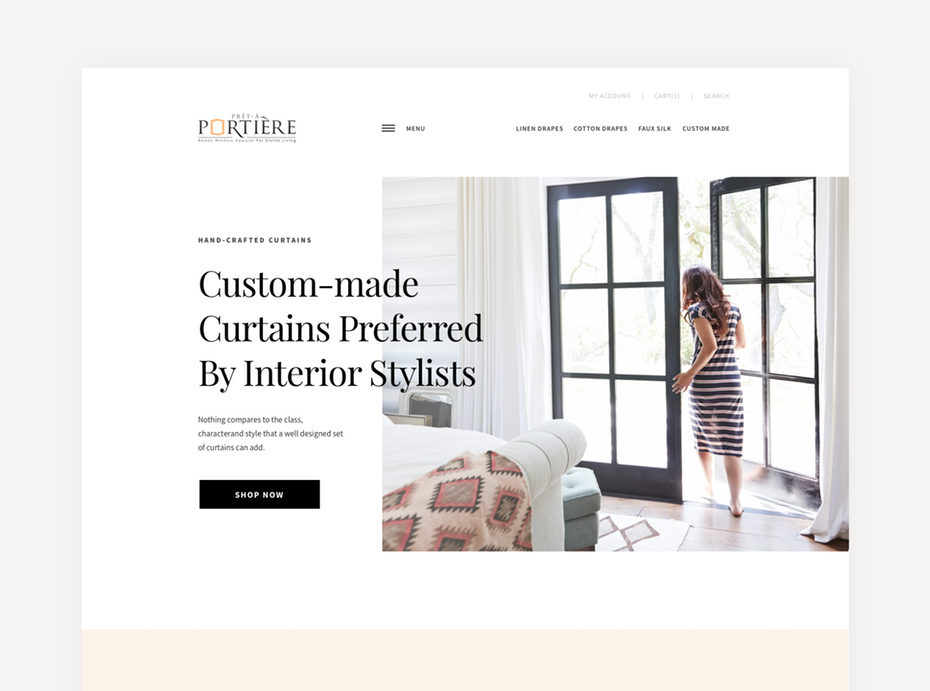 MY ACCOUNT | CART(1) | SEARCH
PRÊT-À
PORTIÈRE
Ready Window Apparel For Stylish Living
MENU
LINEN DRAPES COTTON DRAPES FAUX SILK CUSTOM MADE
HAND-CRAFTED CURTAINS
Custom-made
Curtains Preferred
By Interior Stylists
Nothing compares to the class,
characterand style that a well designed set
of curtains can add.
SHOP NOW